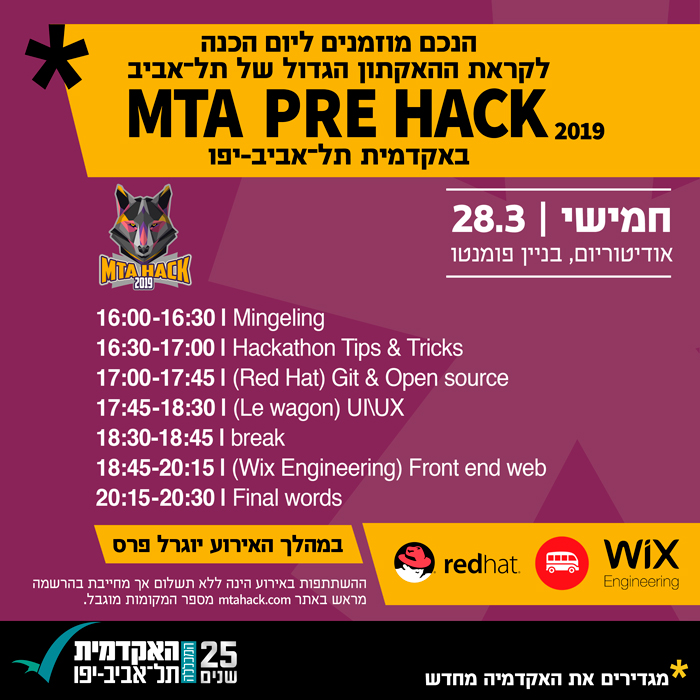 הנכם מוזמנים ליום הכנה
לקראת ההאקתון הגדול של תל־אביב
MTA PRE HACK 2019
באקדמית תל־אביב-יפו
חמישי | 28.3
אודיטוריום, בניין פומנטו
MTA HACK
2019
16:00-16:30 | Mingeling
16:30-17:00 | Hackathon Tips & Tricks
17:00-17:45 | (Red Hat) Git & Open source
17:45-18:30 | (Le wagon) UI\UX
18:30-18:45 | break
18:45-20:15 | (Wix Engineering) Front end web
20:15-20:30 | Final words
במהלך האירוע יוגרל פרס
ההשתתפות באירוע הינה ללא תשלום אך מחייבת בהרשמה
מראש באתר mtahack.com מספר המקומות מוגבל.
redhat.
WiX
Engineering
25 שנים
המכללה
האקדמית
תל־אביב-יפו
*מגדירים את האקדמיה מחדש